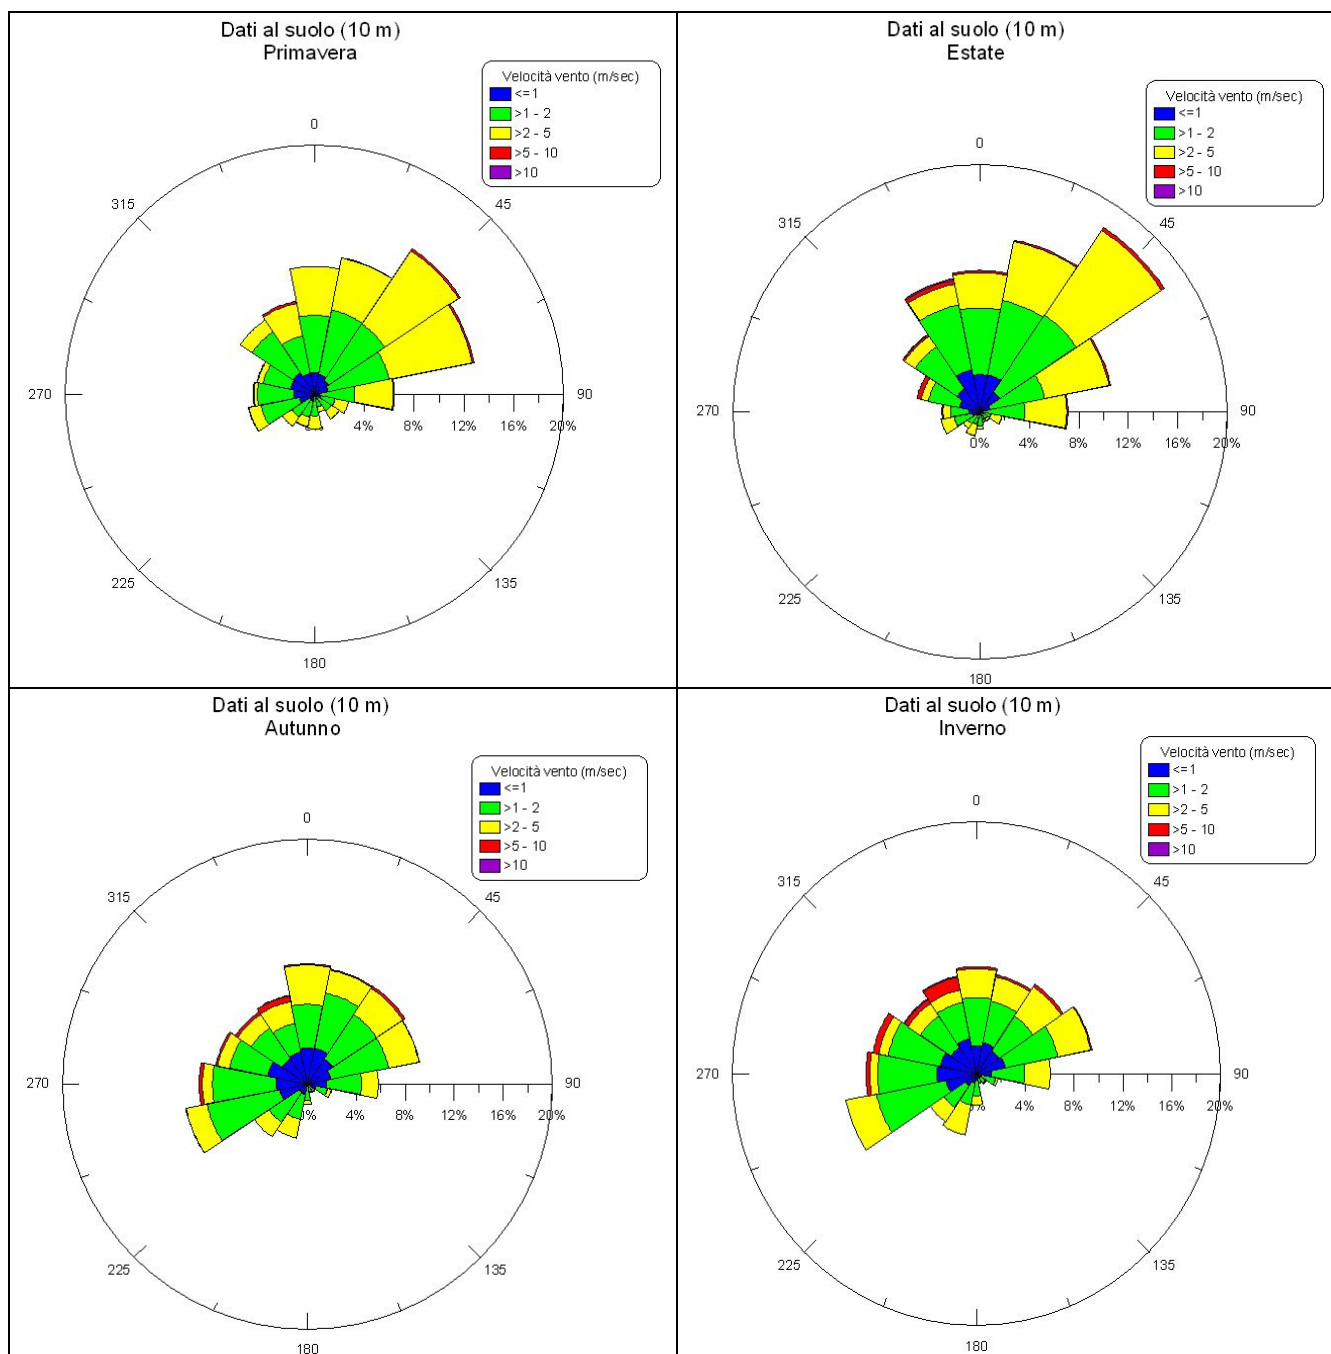 Dati al suolo (10 m)
Primavera
Velocità vento (m/sec)
<=1
>1 - 2
>2 - 5
>5 - 10
>10
0
45
90
135
180
225
270
315
4%
8%
12%
16%
20%
Dati al suolo (10 m)
Estate
Velocità vento (m/sec)
<=1
>1 - 2
>2 - 5
>5 - 10
>10
0
45
90
135
180
225
270
315
0%
4%
8%
12%
16%
20%
Dati al suolo (10 m)
Autunno
Velocità vento (m/sec)
<=1
>1 - 2
>2 - 5
>5 - 10
>10
0
45
90
135
180
225
270
315
0%
4%
8%
12%
16%
20%
Dati al suolo (10 m)
Inverno
Velocità vento (m/sec)
<=1
>1 - 2
>2 - 5
>5 - 10
>10
0
45
90
135
180
225
270
315
0%
4%
8%
12%
16%
20%